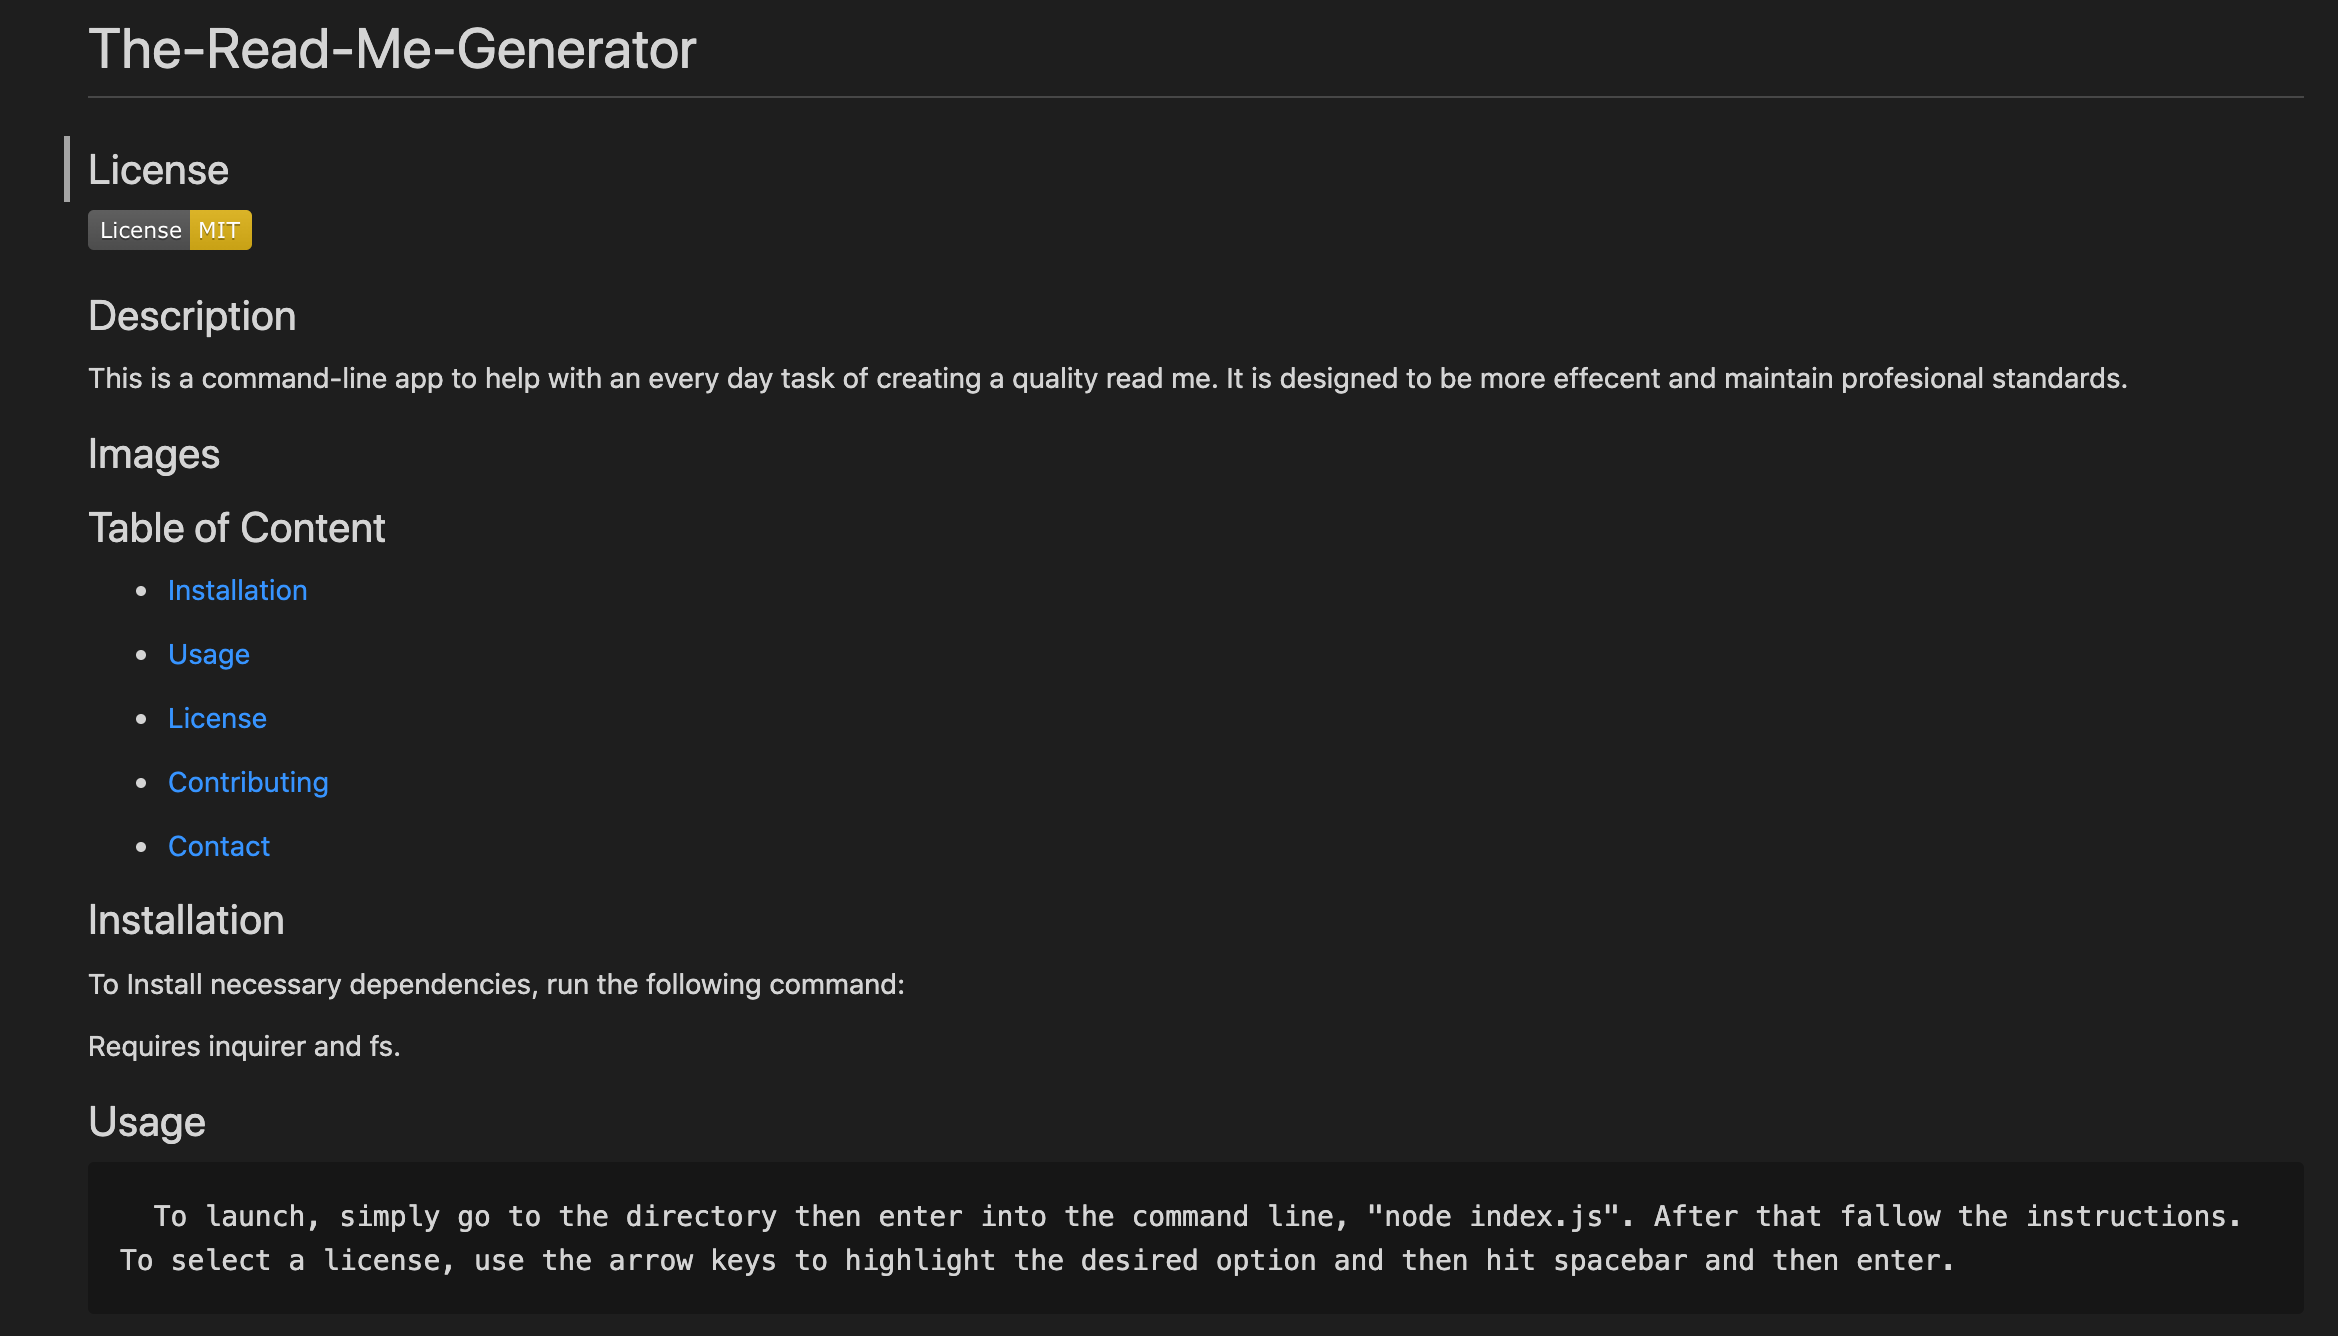 The-Read-Me-Generator
License
License MIT
Description
This is a command-line app to help with an every day task of creating a quality read me. It is designed to be more effecent and maintain profesional standards.
Images
Table of Content
Installation
Usage
License
Contributing
Contact
Installation
To Install necessary dependencies, run the following command:
Requires inquirer and fs.
Usage
To launch, simply go to the directory then enter into the command line, "node index.js". After that fallow the instructions.
To select a license, use the arrow keys to highlight the desired option and then hit spacebar and then enter.